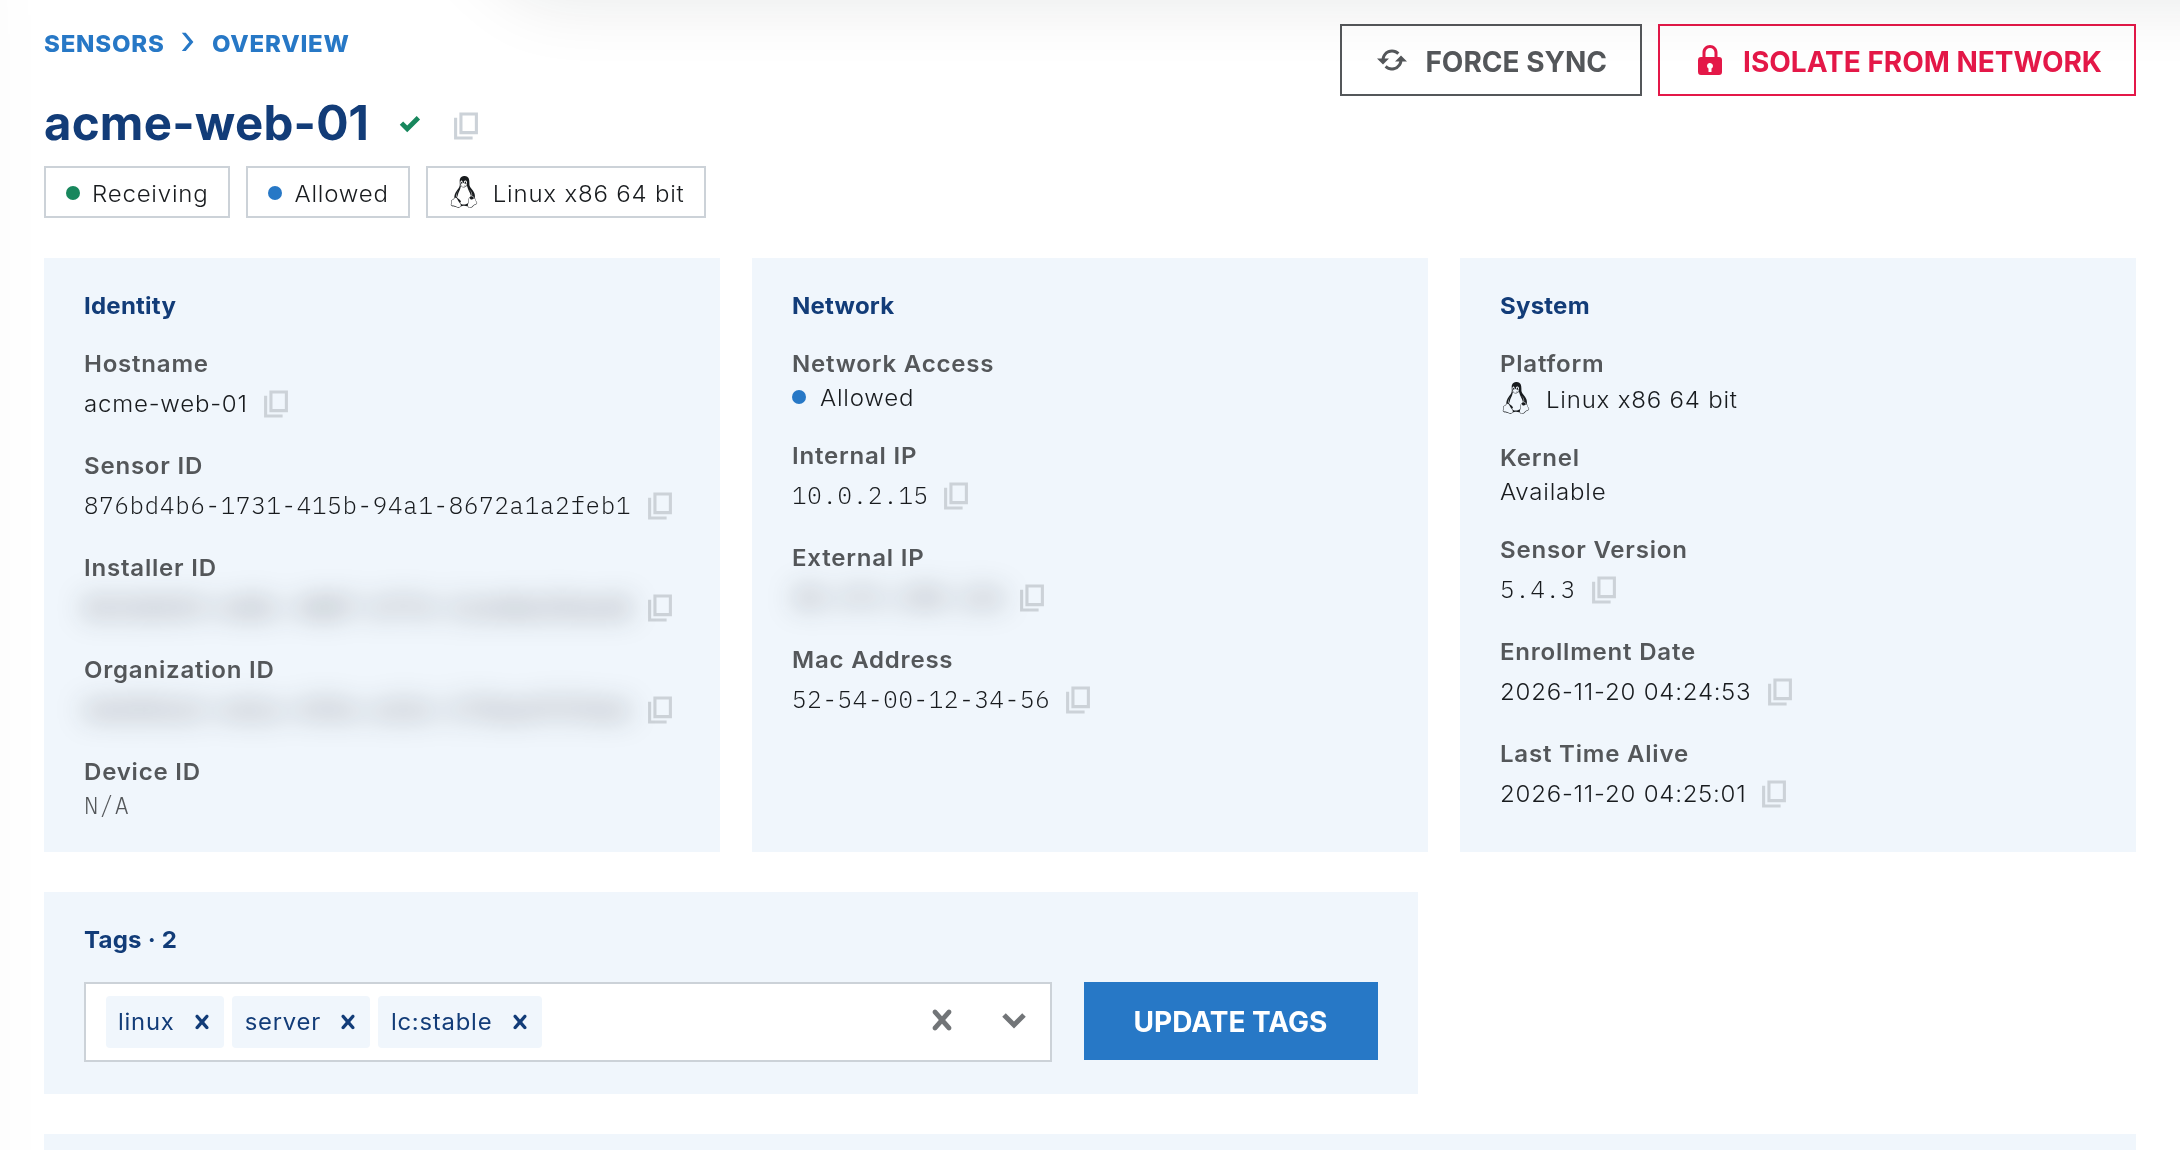 SENSORS > OVERVIEW
FORCE SYNC
ISOLATE FROM NETWORK
acme-web-01
Receiving
Allowed
Linux x86 64 bit
Identity
Hostname
acme-web-01
Sensor ID
876bd4b6-1731-415b-94a1-8672a1a2feb1
Installer ID
Organization ID
Device ID
N/A
Network
Network Access
Allowed
Internal IP
10.0.2.15
External IP
Mac Address
52-54-00-12-34-56
System
Platform
Linux x86 64 bit
Kernel
Available
Sensor Version
5.4.3
Enrollment Date
2026-11-20 04:24:53
Last Time Alive
2026-11-20 04:25:01
Tags · 2
linux
server
lc:stable
UPDATE TAGS